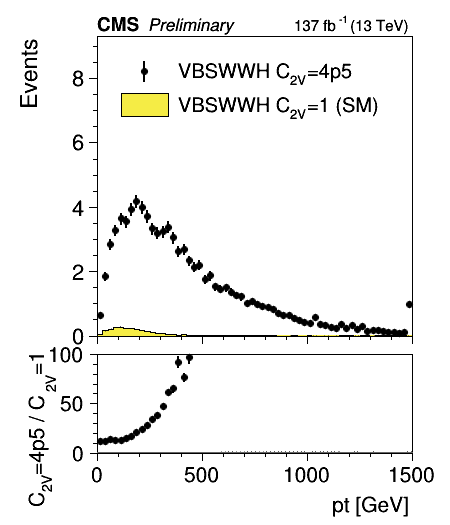 CMS Preliminary 137 fb⁻¹ (13 TeV)
Events
VBSWWH C₂ᵥ=4p5
VBSWWH C₂ᵥ=1 (SM)
8
6
4
2
0
C₂ᵥ=4p5 / C₂ᵥ=1
100
50
0
0 500 1000 1500
pt [GeV]